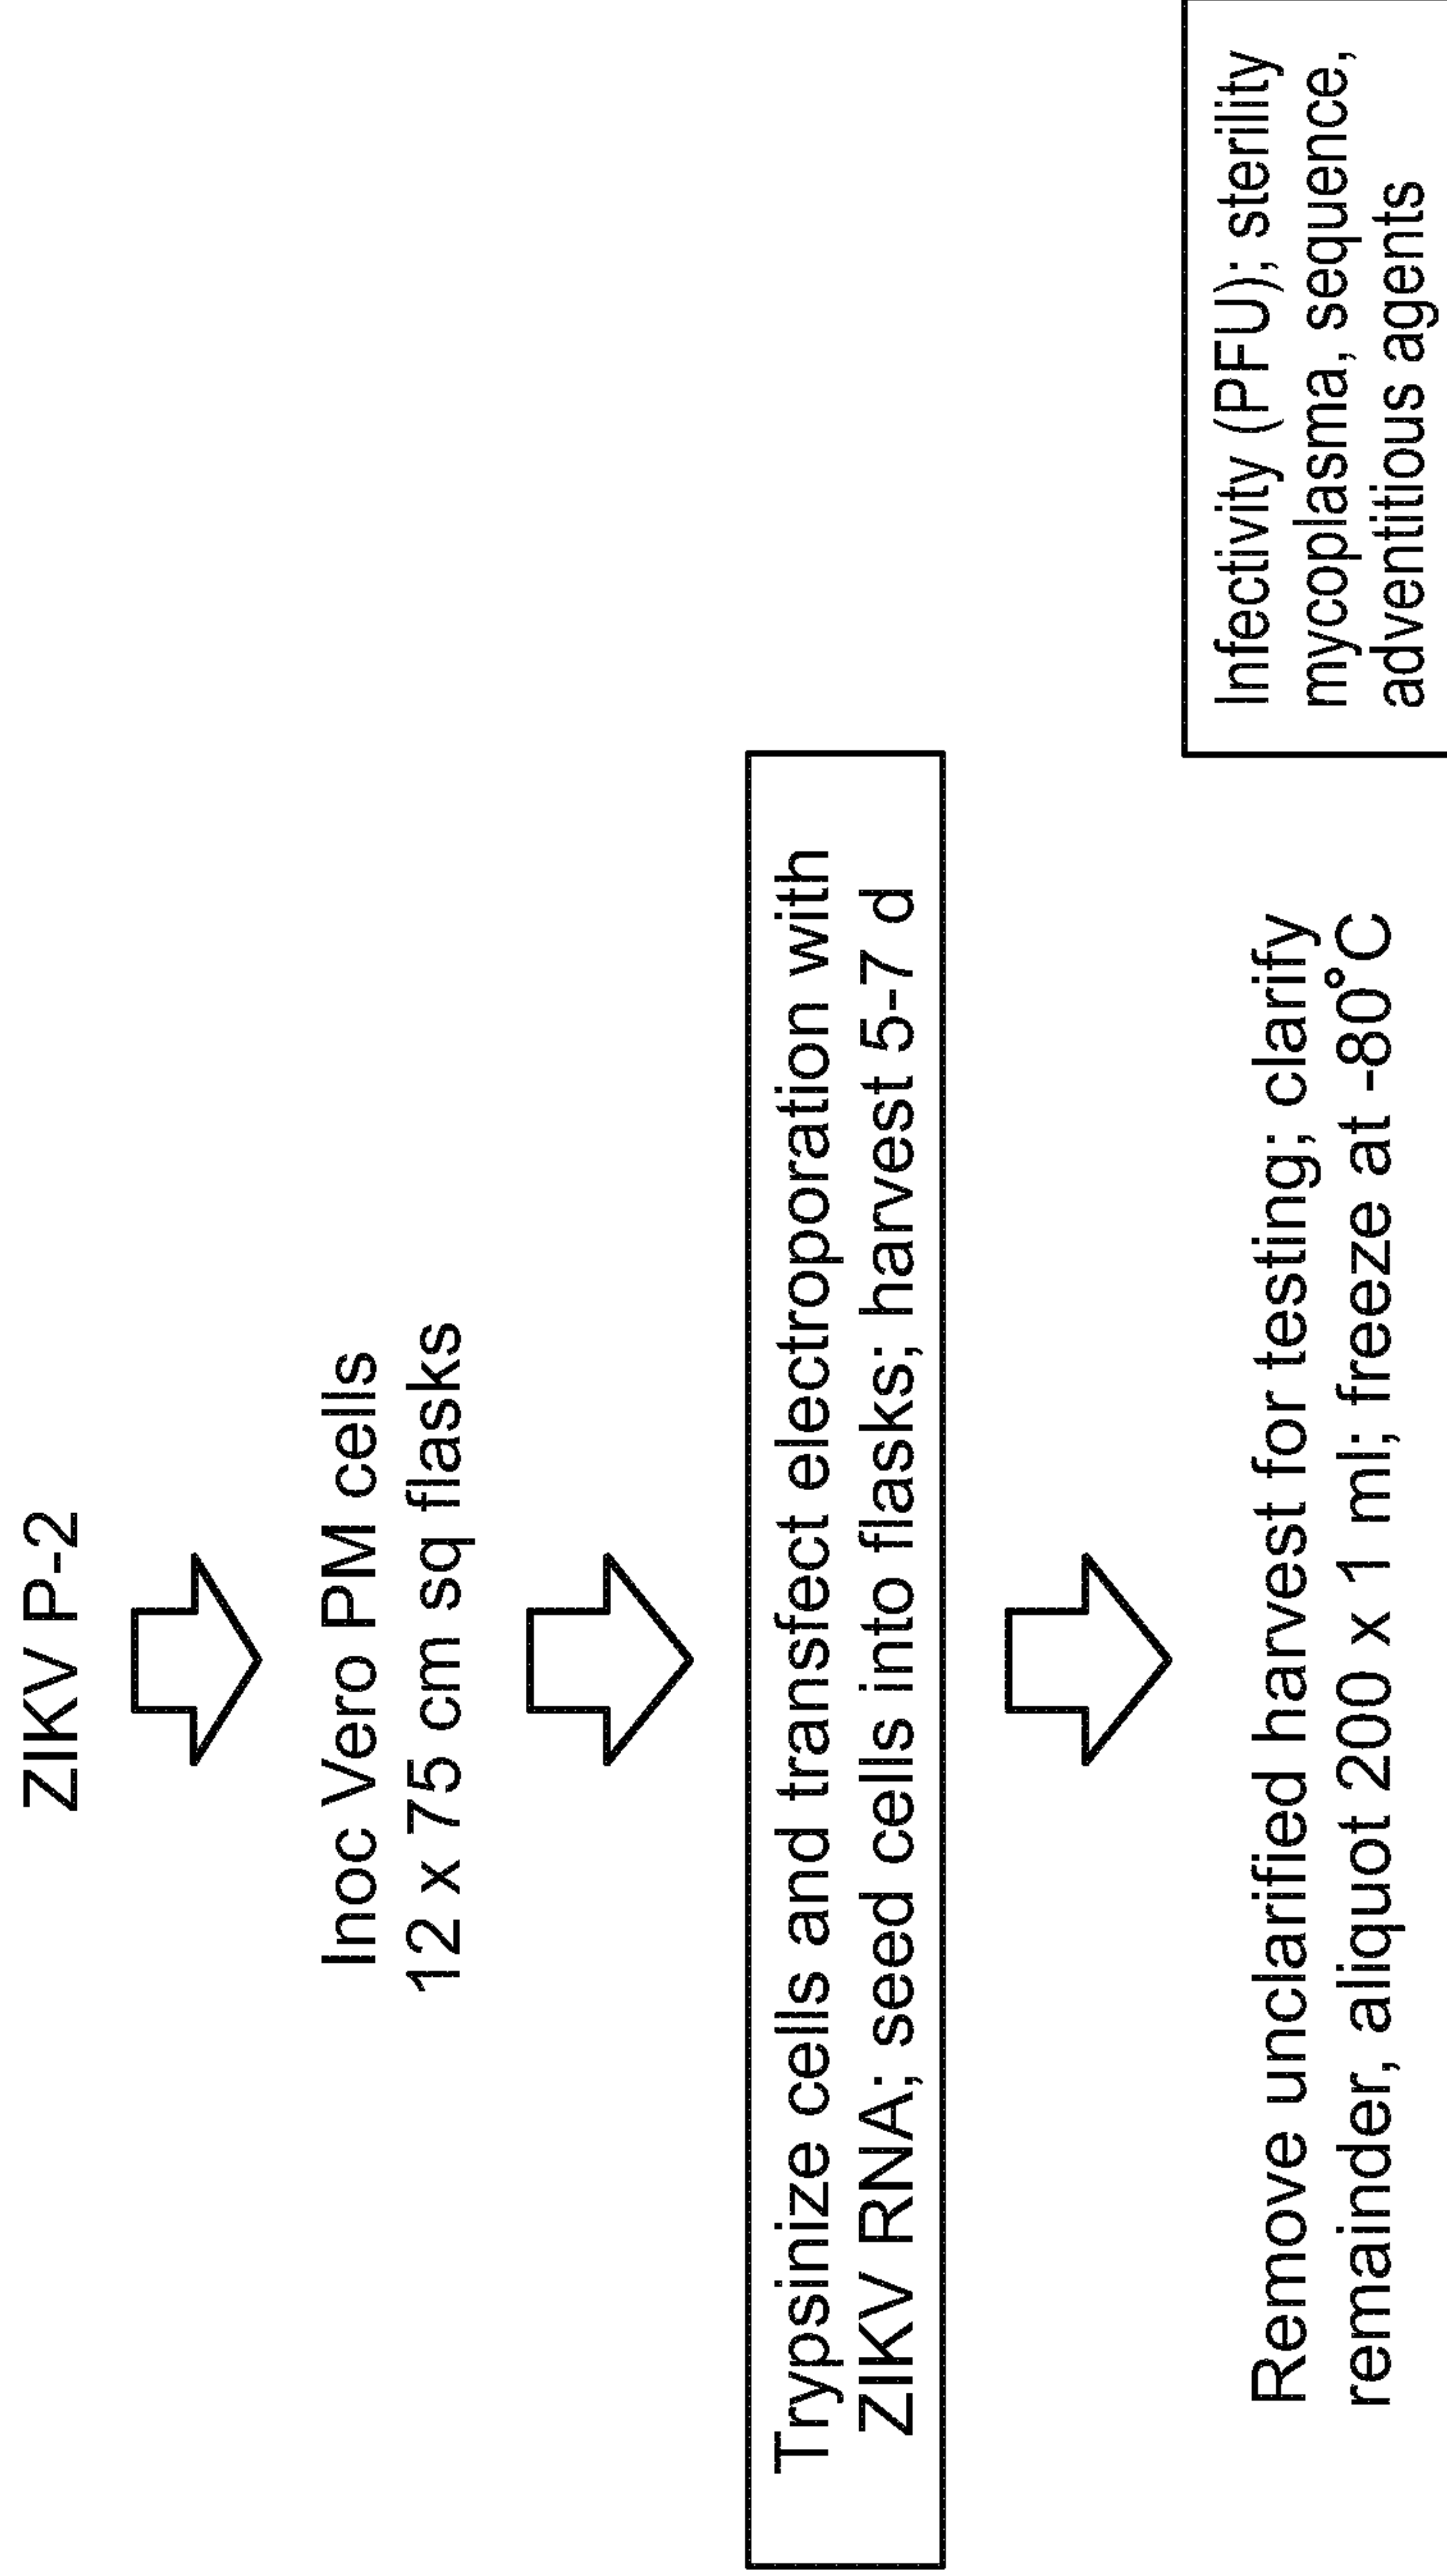 ZIKV P-2
Inoc Vero PM cells
12 x 75 cm sq flasks
Trypsinize cells and transfect electroporation with
ZIKV RNA; seed cells into flasks; harvest 5-7 d
Remove unclarified harvest for testing; clarify
remainder, aliquot 200 x 1 ml; freeze at -80°C
Infectivity (PFU); sterility
mycoplasma, sequence,
adventitious agents